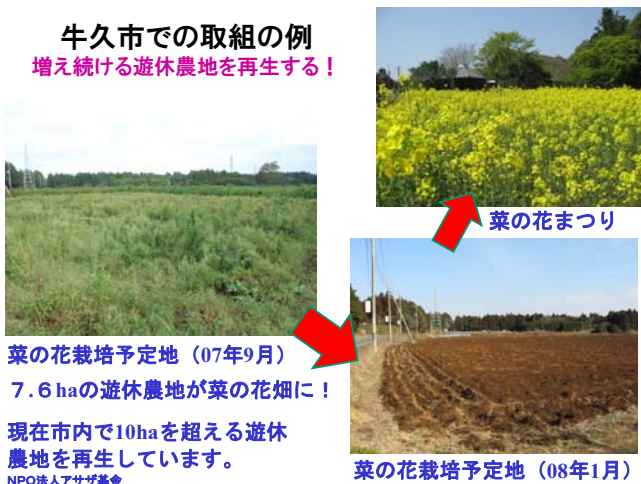 牛久市での取組の例
増え続ける遊休農地を再生する！
菜の花まつり
菜の花栽培予定地（07年9月）
７.６haの遊休農地が菜の花畑に！
現在市内で10haを超える遊休
農地を再生しています。
NPO法人アサザ基金
菜の花栽培予定地（08年1月）